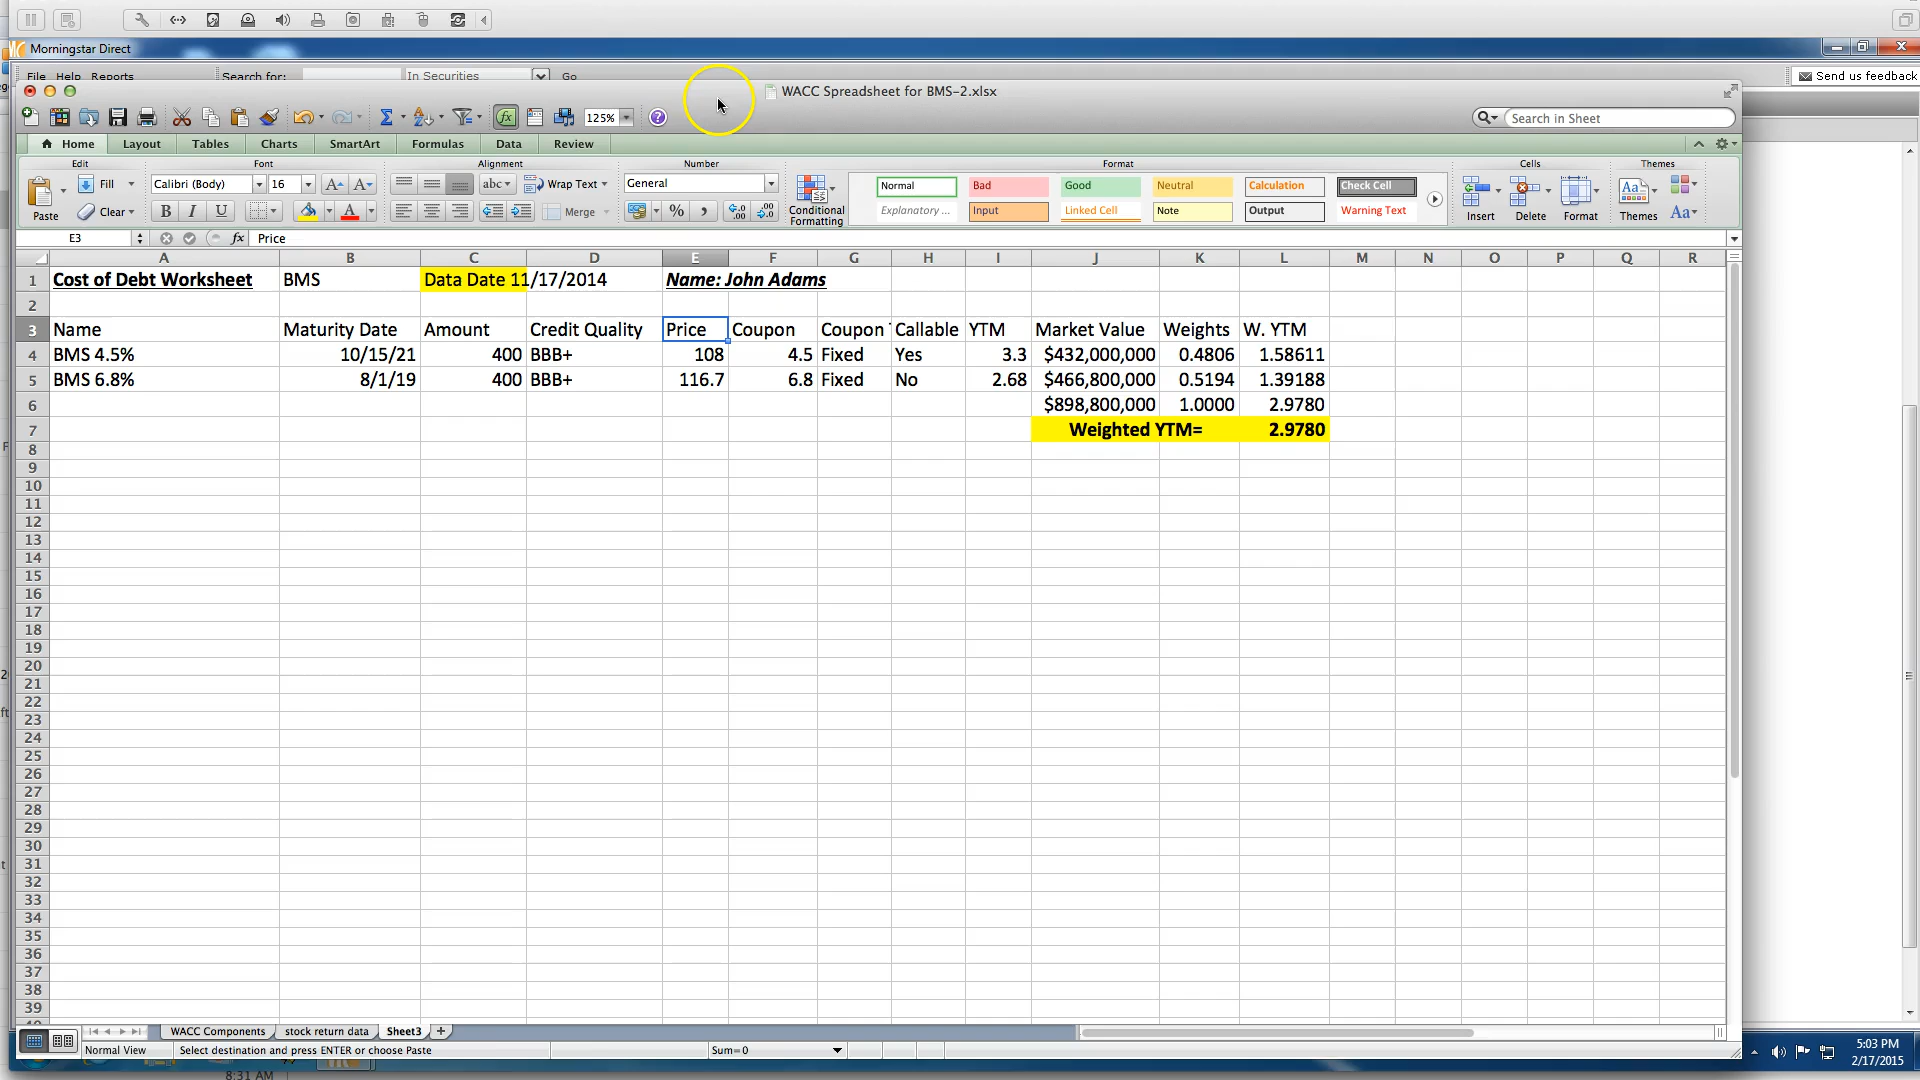 Morningstar Direct
File Help Reports Search for: In Securities Go
Send us feedback
WACC Spreadsheet for BMS-2.xlsx
125%
Search in Sheet
Home Layout Tables Charts SmartArt Formulas Data Review
Edit Font Alignment Number Format Cells Themes
Fill Calibri (Body) 16 abc Wrap Text General Normal Bad Good Neutral Calculation Check Cell
Paste Clear B I U A Merge % Conditional Formatting Explanatory ... Input Linked Cell Note Output Warning Text Insert Delete Format Themes Aa
E3 fx Price
A B C D E F G H I J K L M N O P Q R
1 Cost of Debt Worksheet BMS Data Date 11/17/2014 Name: John Adams
2
3 Name Maturity Date Amount Credit Quality Price Coupon Coupon Callable YTM Market Value Weights W. YTM
4 BMS 4.5% 10/15/21 400 BBB+ 108 4.5 Fixed Yes 3.3 $432,000,000 0.4806 1.58611
5 BMS 6.8% 8/1/19 400 BBB+ 116.7 6.8 Fixed No 2.68 $466,800,000 0.5194 1.39188
6 $898,800,000 1.0000 2.9780
7 Weighted YTM= 2.9780
8
9
10
11
12
13
14
15
16
17
18
19
20
21
22
23
24
25
26
27
28
29
30
31
32
33
34
35
36
37
38
39
WACC Components stock return data Sheet3
Normal View Select destination and press ENTER or choose Paste Sum=0
5:03 PM
2/17/2015
8:31 AM